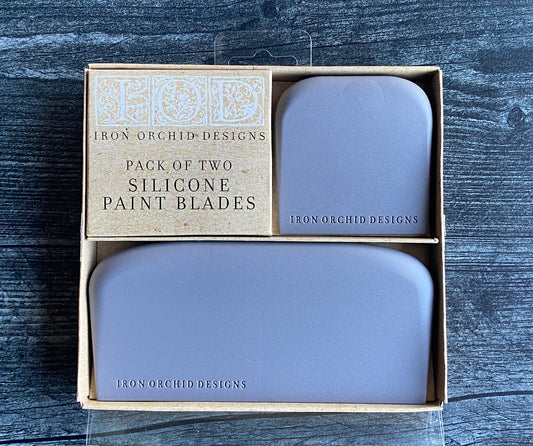 IOD
IRON ORCHID DESIGNS
PACK OF TWO
SILICONE
PAINT BLADES
IRON ORCHID DESIGNS
IRON ORCHID DESIGNS